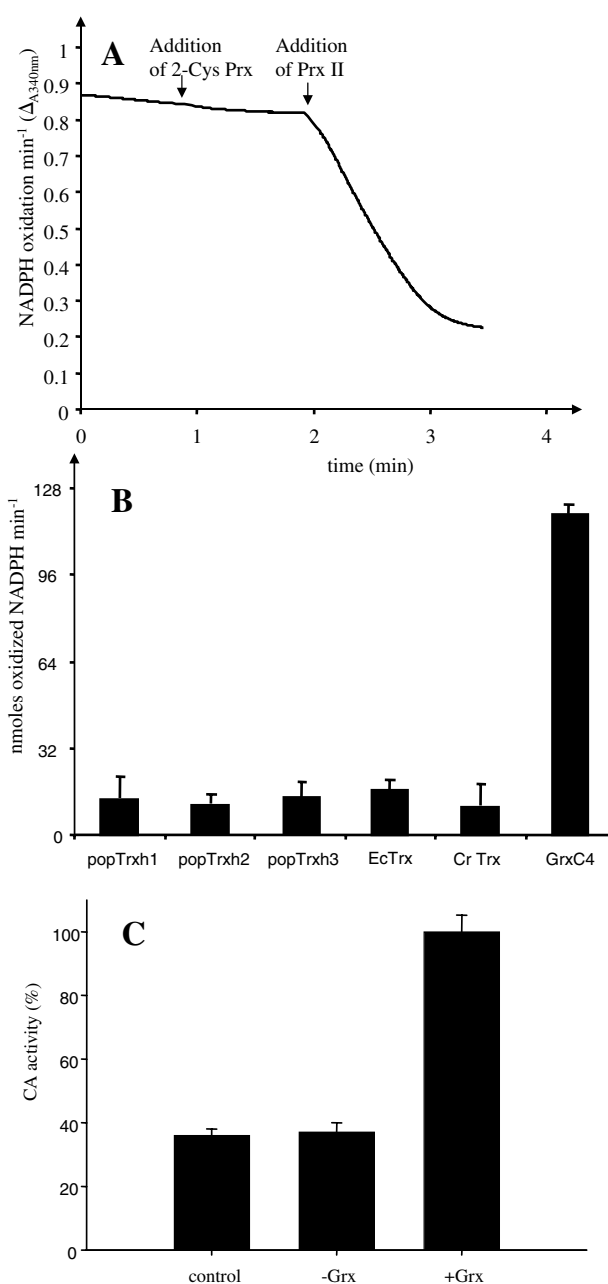 A
Addition
of 2-Cys Prx
Addition
of Prx II
NADPH oxidation min⁻¹ (Δ_A340nm)
1
0.9
0.8
0.7
0.6
0.5
0.4
0.3
0.2
0.1
0
0 1 2 3 4
time (min)
B
nmoles oxidized NADPH min⁻¹
128
96
64
32
0
popTrxh1 popTrxh2 popTrxh3 EcTrx Cr Trx GrxC4
C
CA activity (%)
100
80
60
40
20
0
control -Grx +Grx